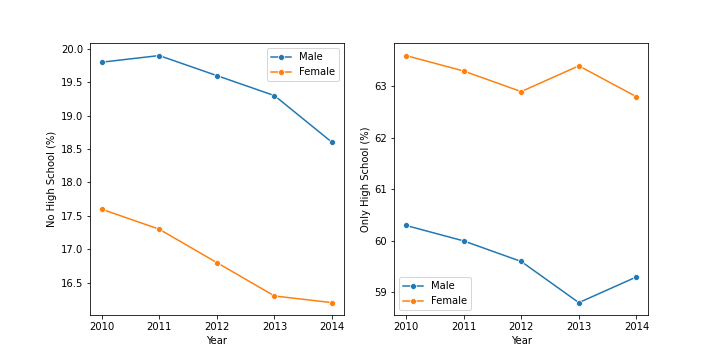 No High School (%)
20.0
19.5
19.0
18.5
18.0
17.5
17.0
16.5
2010 2011 2012 2013 2014
Year
Male
Female
Only High School (%)
63
62
61
60
59
2010 2011 2012 2013 2014
Year
Male
Female